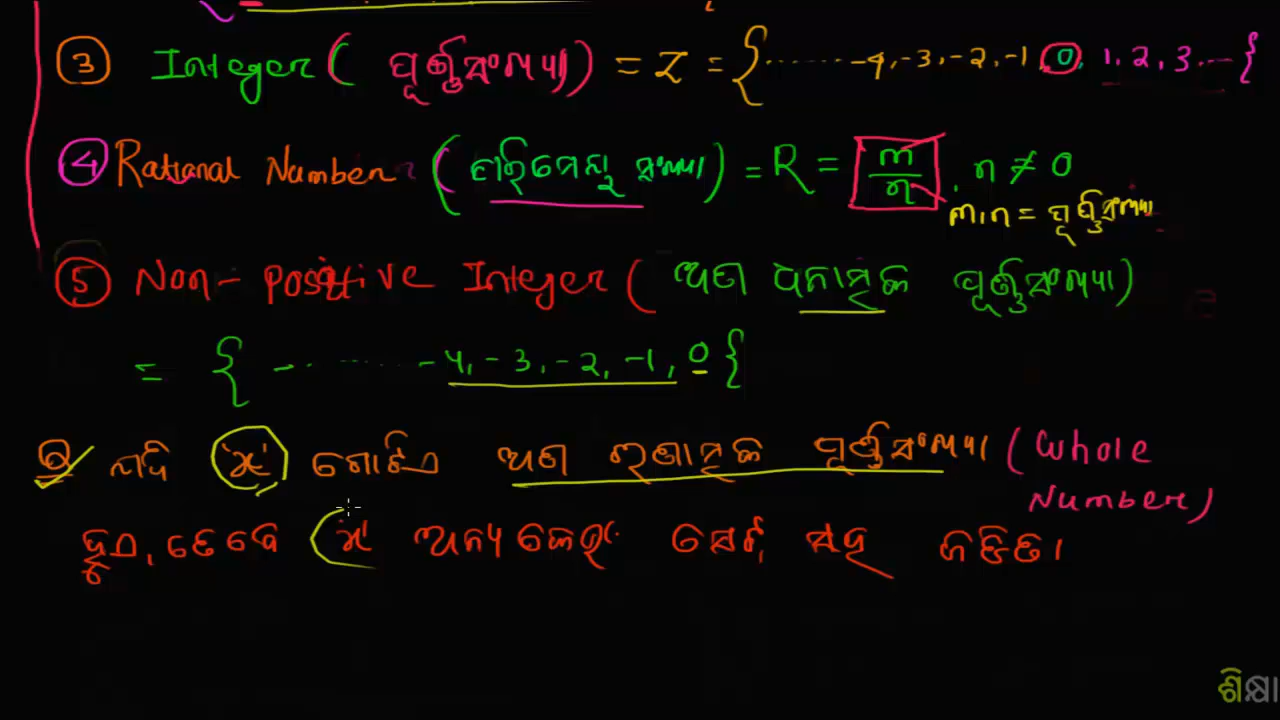 ③ Integer ( ପୂର୍ଣ୍ଣସଂଖ୍ୟା ) = Z = { ...... -4, -3, -2, -1, 0, 1, 2, 3, ... }
④ Rational Number ( ପରିମେୟ ସଂଖ୍ୟା ) = R = m/n , n ≠ 0
m, n = ପୂର୍ଣ୍ଣସଂଖ୍ୟା
⑤ Non-Positive Integer ( ଅଣ ଧନାତ୍ମକ ପୂର୍ଣ୍ଣସଂଖ୍ୟା )
= { - ........ -4, -3, -2, -1, 0 }
ଯଦି 'x' ଗୋଟିଏ ଅଣ ଋଣାତ୍ମକ ପୂର୍ଣ୍ଣସଂଖ୍ୟା ( Whole
Number )
ହୁଏ, ତେବେ 'x' ଅନ୍ୟ କେଉଁ ସେଟ୍ ସହ ଜଡିତ।
ଶିକ୍ଷା